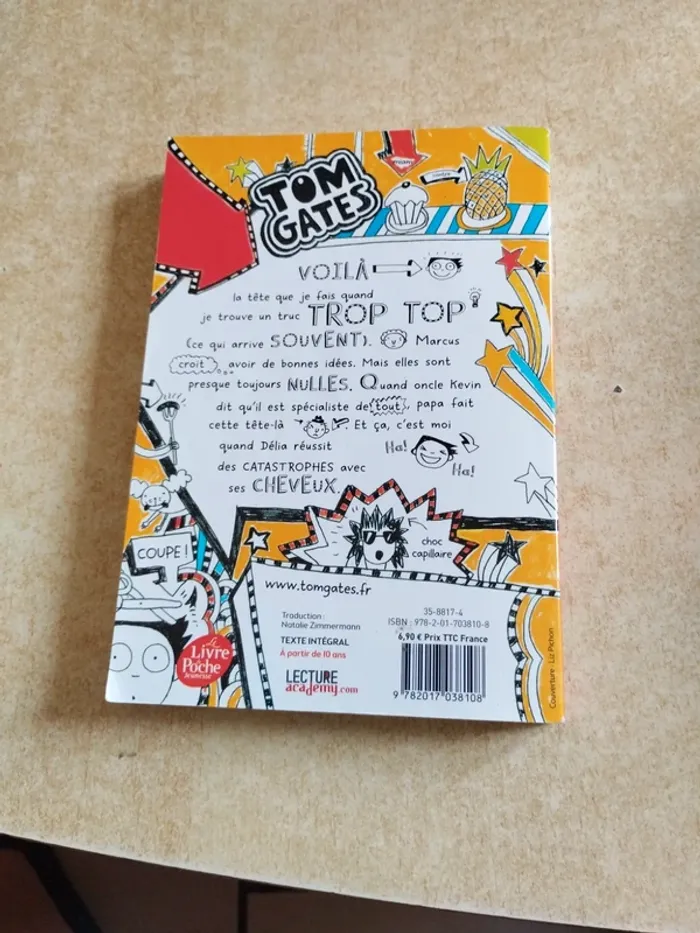 TOM
GATES
NEW
VOILÀ
la tête que je fais quand
je trouve un truc TROP TOP
(ce qui arrive SOUVENT). Marcus
croit avoir de bonnes idées. Mais elles sont
presque toujours NULLES. Quand oncle Kevin
dit qu'il est spécialiste de tout, papa fait
cette tête-là. Et ça, c'est moi
quand Délia réussit
Ha!
Ha!
des CATASTROPHES avec
ses CHEVEUX.
COUPE !
choc
capillaire
www.tomgates.fr
Traduction :
Natalie Zimmermann
TEXTE INTÉGRAL
À partir de 10 ans
LECTURE
academy.com
Le
Livre
de
Poche
Jeunesse
35-8817-4
ISBN : 978-2-01-703810-8
6,90 € Prix TTC France
9 782017 038108
Couverture : Liz Pichon